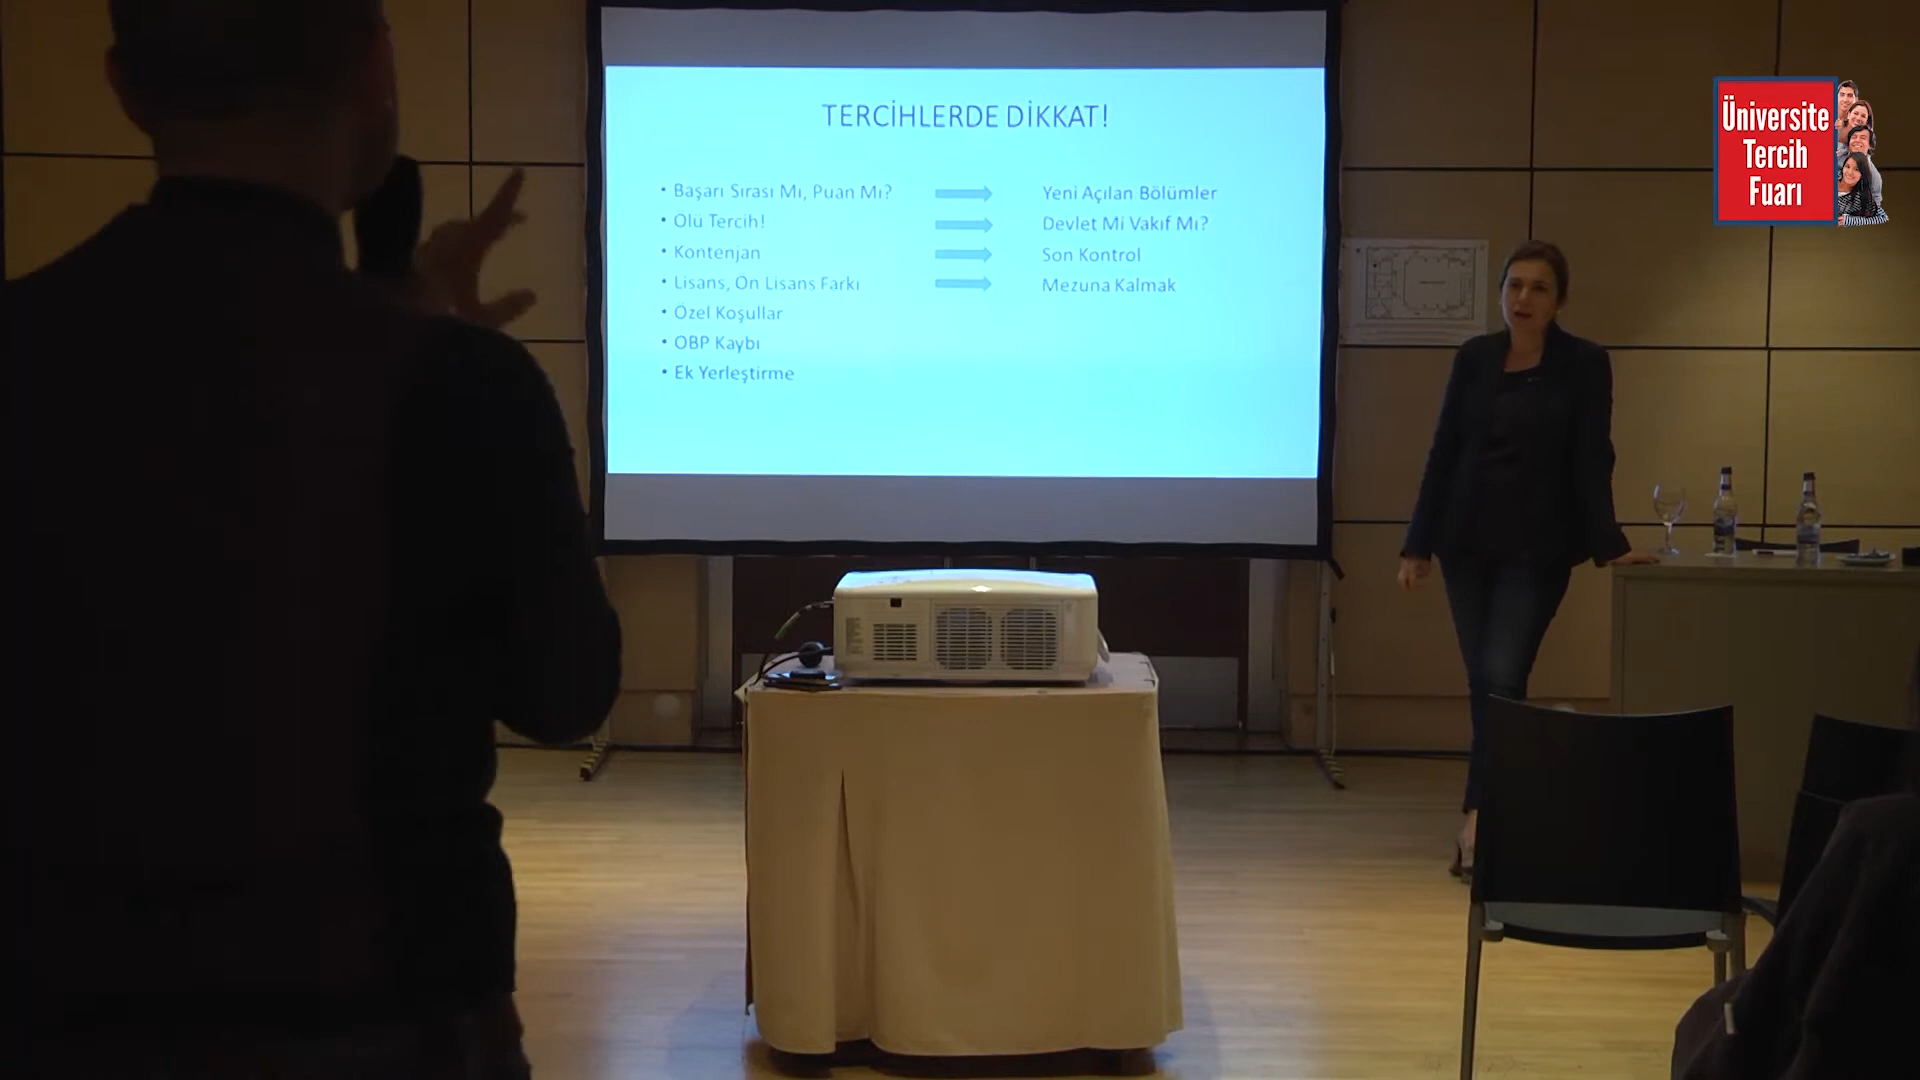 TERCİHLERDE DİKKAT!
• Başarı Sırası Mı, Puan Mı?
• Ölü Tercih!
• Kontenjan
• Lisans, Ön Lisans Farkı
• Özel Koşullar
• OBP Kaybı
• Ek Yerleştirme
Yeni Açılan Bölümler
Devlet Mi Vakıf Mı?
Son Kontrol
Mezuna Kalmak
Üniversite
Tercih
Fuarı